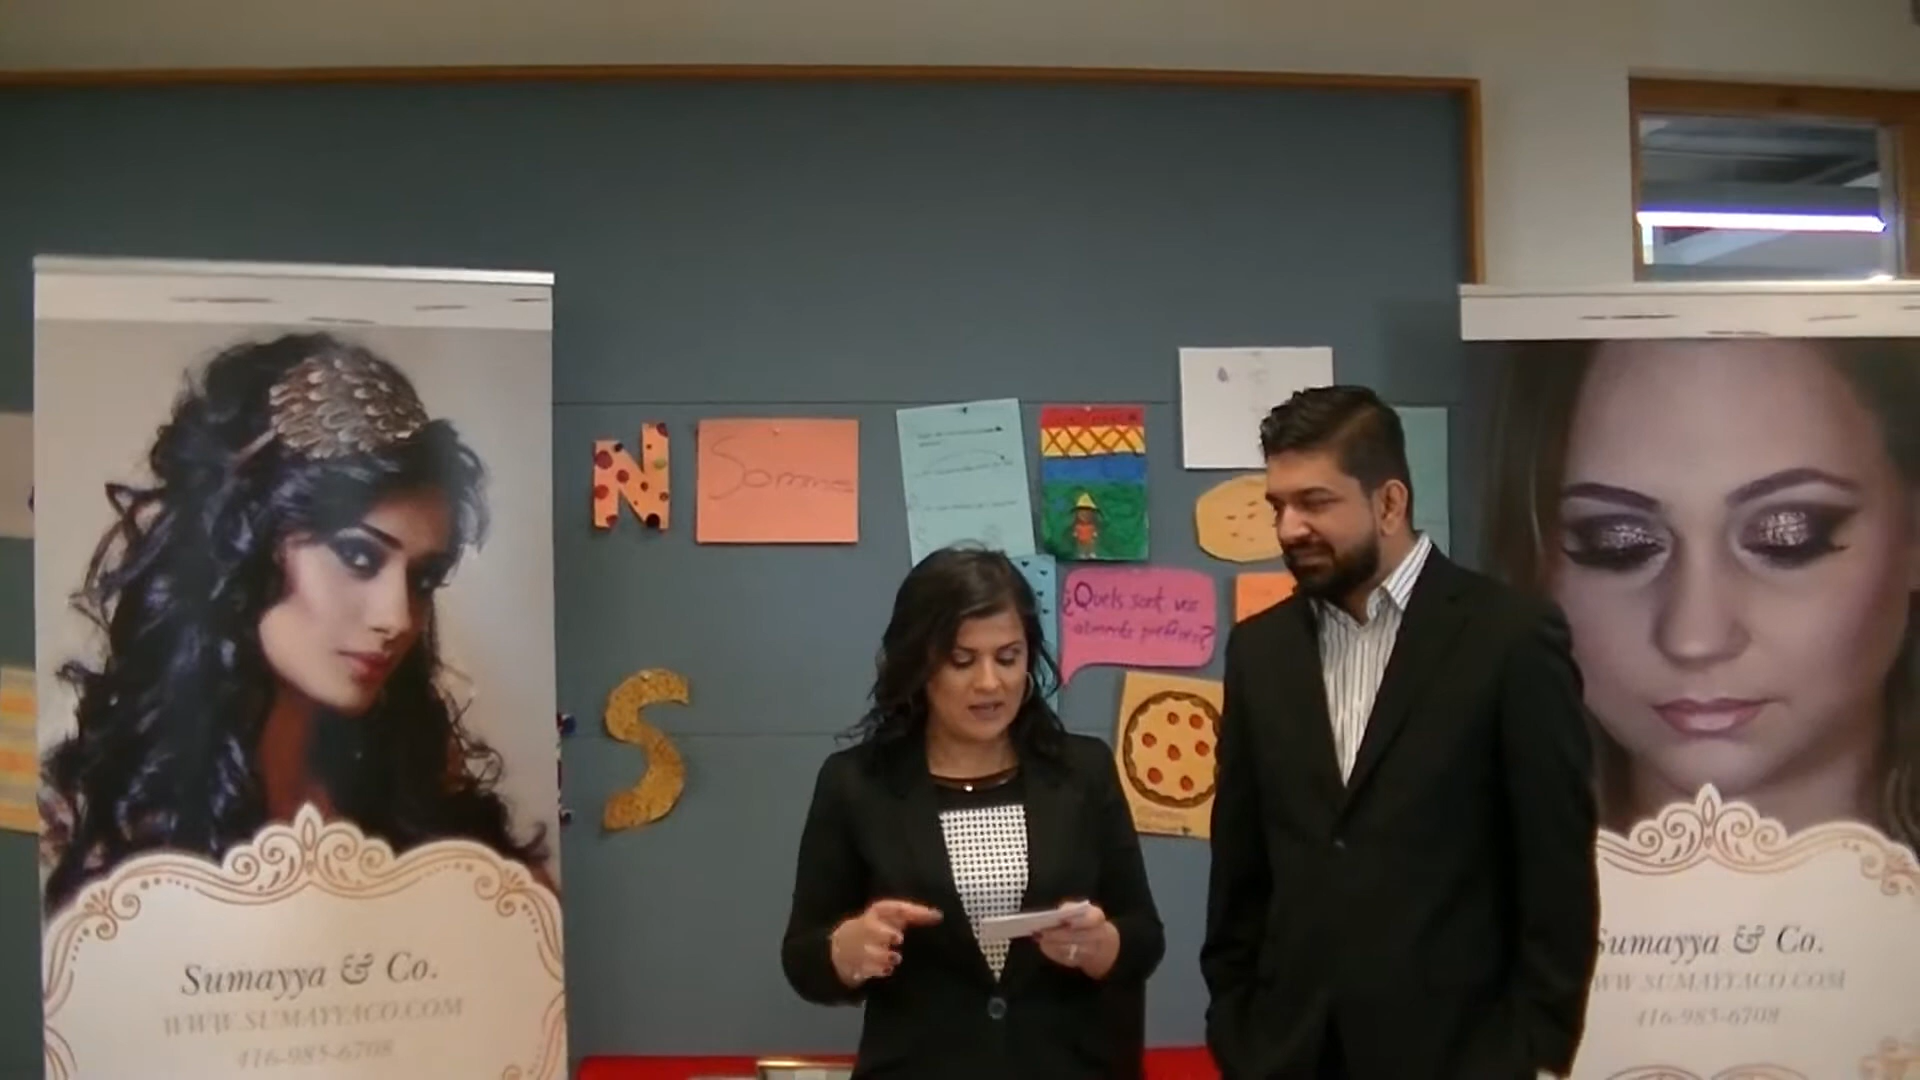 N
Somme
¿Quels sont vos
aliments préférés?
S
Sumayya & Co.
WWW.SUMAYYACO.COM
416-985-6708
Sumayya & Co.
WWW.SUMAYYACO.COM
416-985-6708